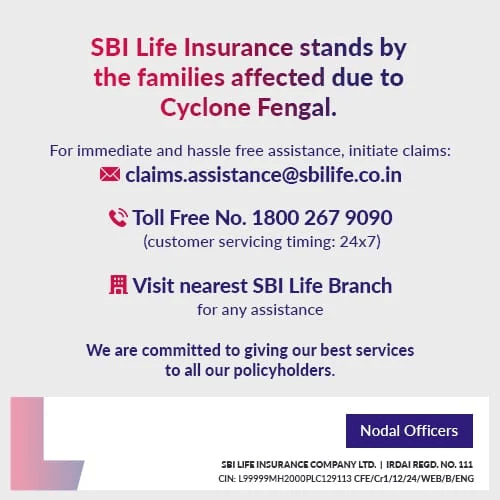 SBI Life Insurance stands by
the families affected due to
Cyclone Fengal.
For immediate and hassle free assistance, initiate claims:
claims.assistance@sbilife.co.in
Toll Free No. 1800 267 9090
(customer servicing timing: 24x7)
Visit nearest SBI Life Branch
for any assistance
We are committed to giving our best services
to all our policyholders.
Nodal Officers
SBI LIFE INSURANCE COMPANY LTD. | IRDAI REGD. NO. 111
CIN: L99999MH2000PLC129113 CFE/Cr1/12/24/WEB/B/ENG